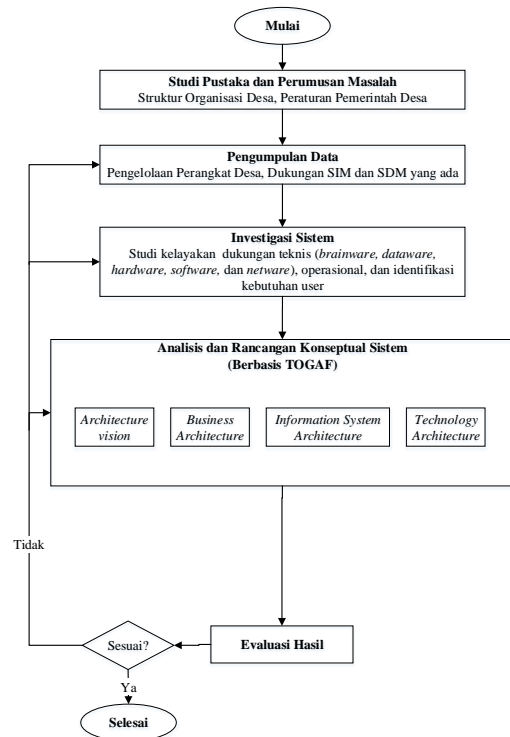 Mulai
Studi Pustaka dan Perumusan Masalah
Struktur Organisasi Desa, Peraturan Pemerintah Desa
Pengumpulan Data
Pengelolaan Perangkat Desa, Dukungan SIM dan SDM yang ada
Investigasi Sistem
Studi kelayakan dukungan teknis (brainware, dataware,
hardware, software, dan netware), operasional, dan identifikasi
kebutuhan user
Analisis dan Rancangan Konseptual Sistem
(Berbasis TOGAF)
Architecture
vision
Business
Architecture
Information System
Architecture
Technology
Architecture
Tidak
Sesuai?
Evaluasi Hasil
Ya
Selesai